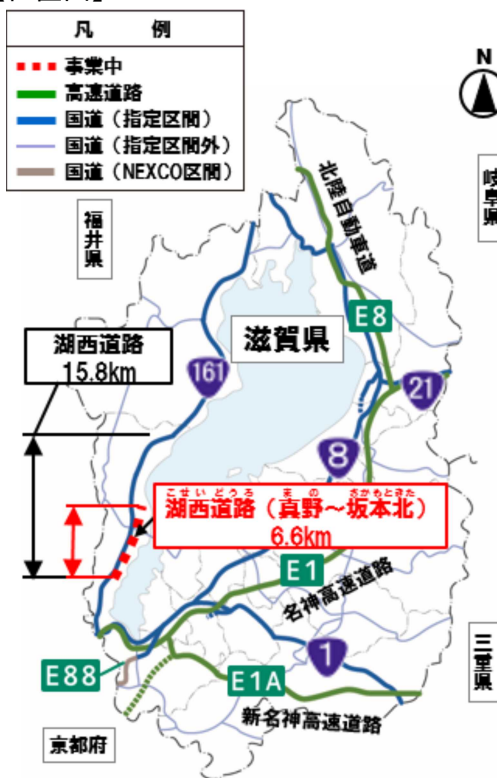 凡 例
事業中
高速道路
国道（指定区間）
国道（指定区間外）
国道（NEXCO区間）
N
岐阜県
福井県
北陸自動車道
E8
滋賀県
湖西道路
15.8km
161
21
8
こせいどうろ まの さかもときた
湖西道路（真野～坂本北）
6.6km
E1
名神高速道路
1
三重県
E88
E1A
新名神高速道路
京都府